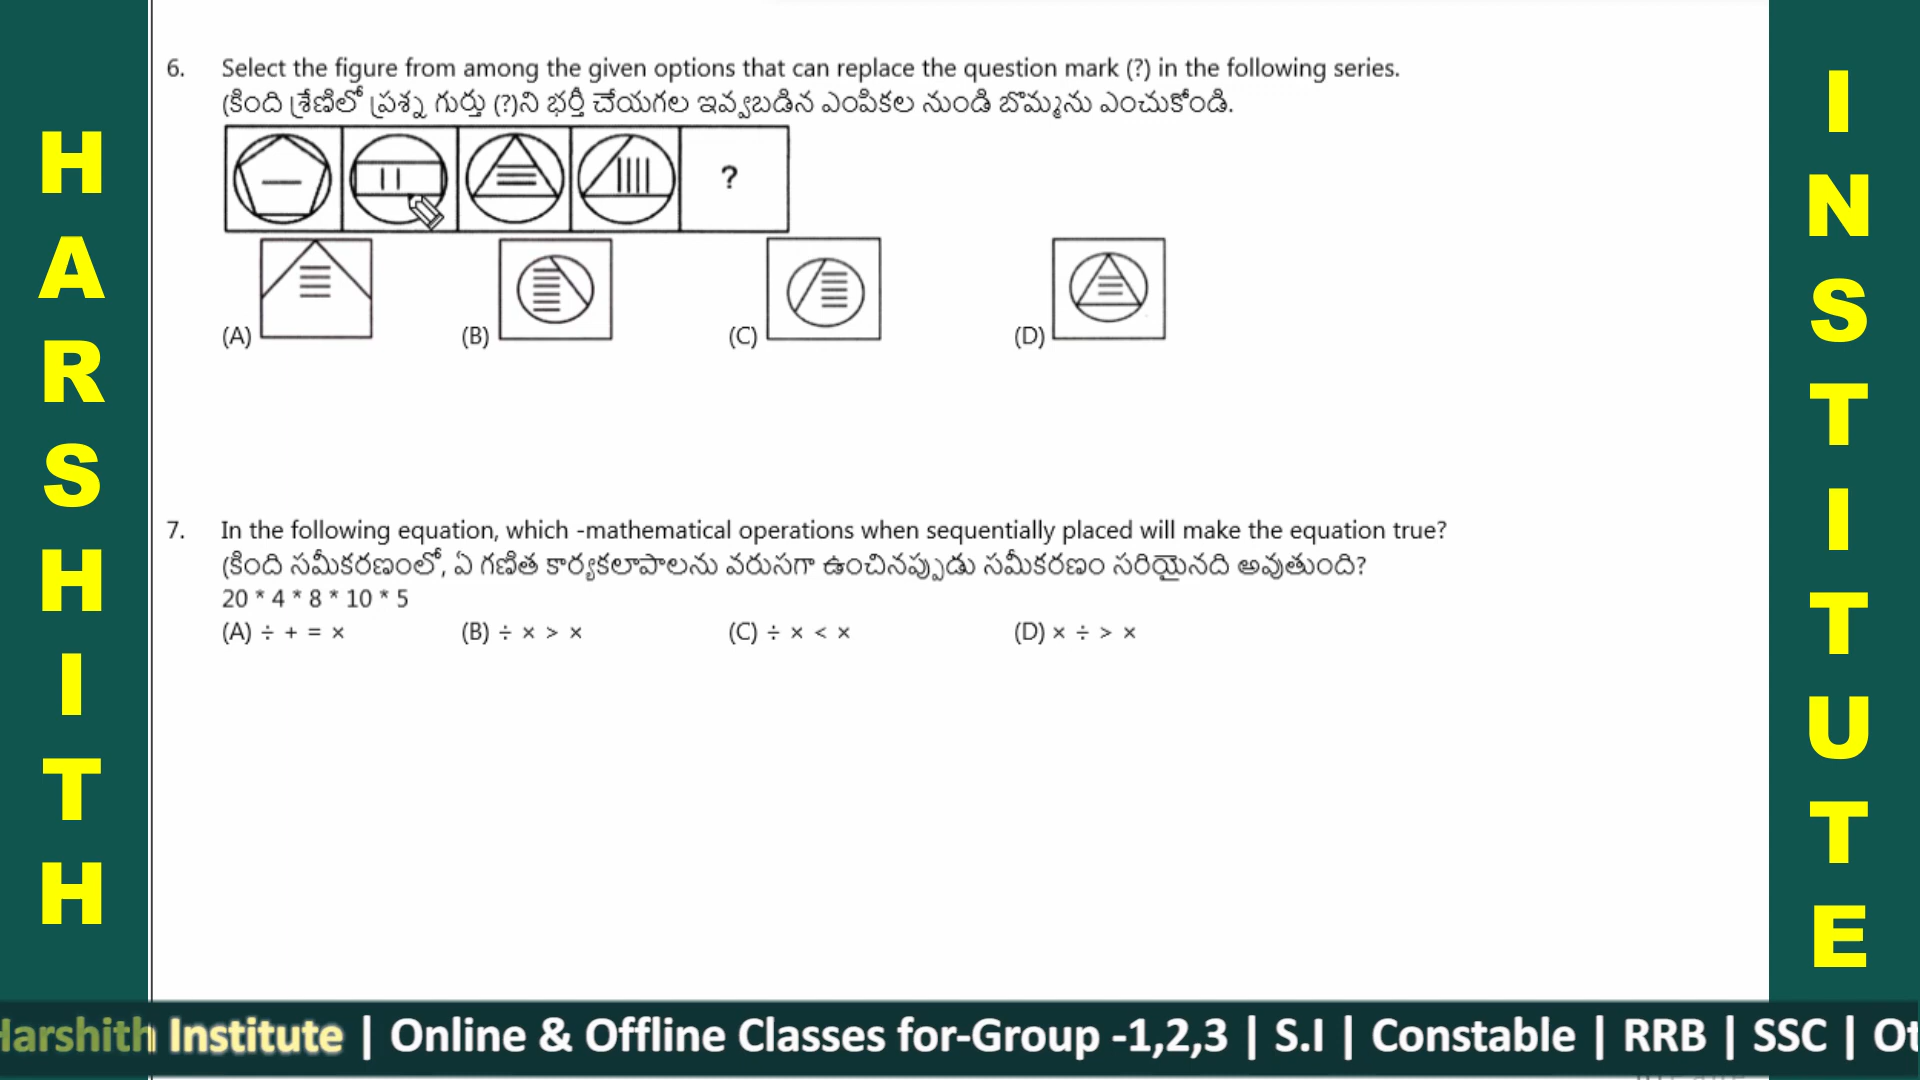 HARSHITH
6. Select the figure from among the given options that can replace the question mark (?) in the following series.
(కింది శ్రేణిలో ప్రశ్న గుర్తు (?)ని భర్తీ చేయగల ఇవ్వబడిన ఎంపికల నుండి బొమ్మను ఎంచుకోండి.
?
(A) (B) (C) (D)
7. In the following equation, which -mathematical operations when sequentially placed will make the equation true?
(కింది సమీకరణంలో, ఏ గణిత కార్యకలాపాలను వరుసగా ఉంచినప్పుడు సమీకరణం సరియైనది అవుతుంది?
20 * 4 * 8 * 10 * 5
(A) ÷ + = × (B) ÷ × > × (C) ÷ × < × (D) × ÷ > ×
INSTITUTE
Harshith Institute | Online & Offline Classes for-Group -1,2,3 | S.I | Constable | RRB | SSC |